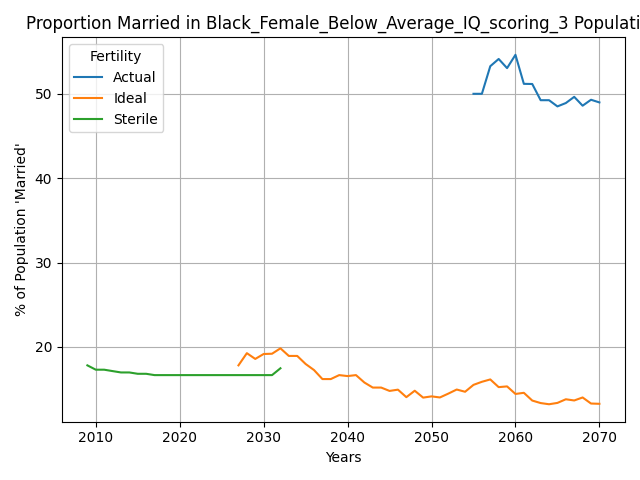 Proportion Married in Black_Female_Below_Average_IQ_scoring_3 Populati
Fertility
Actual
Ideal
Sterile
% of Population 'Married'
50
40
30
20
2010 2020 2030 2040 2050 2060 2070
Years